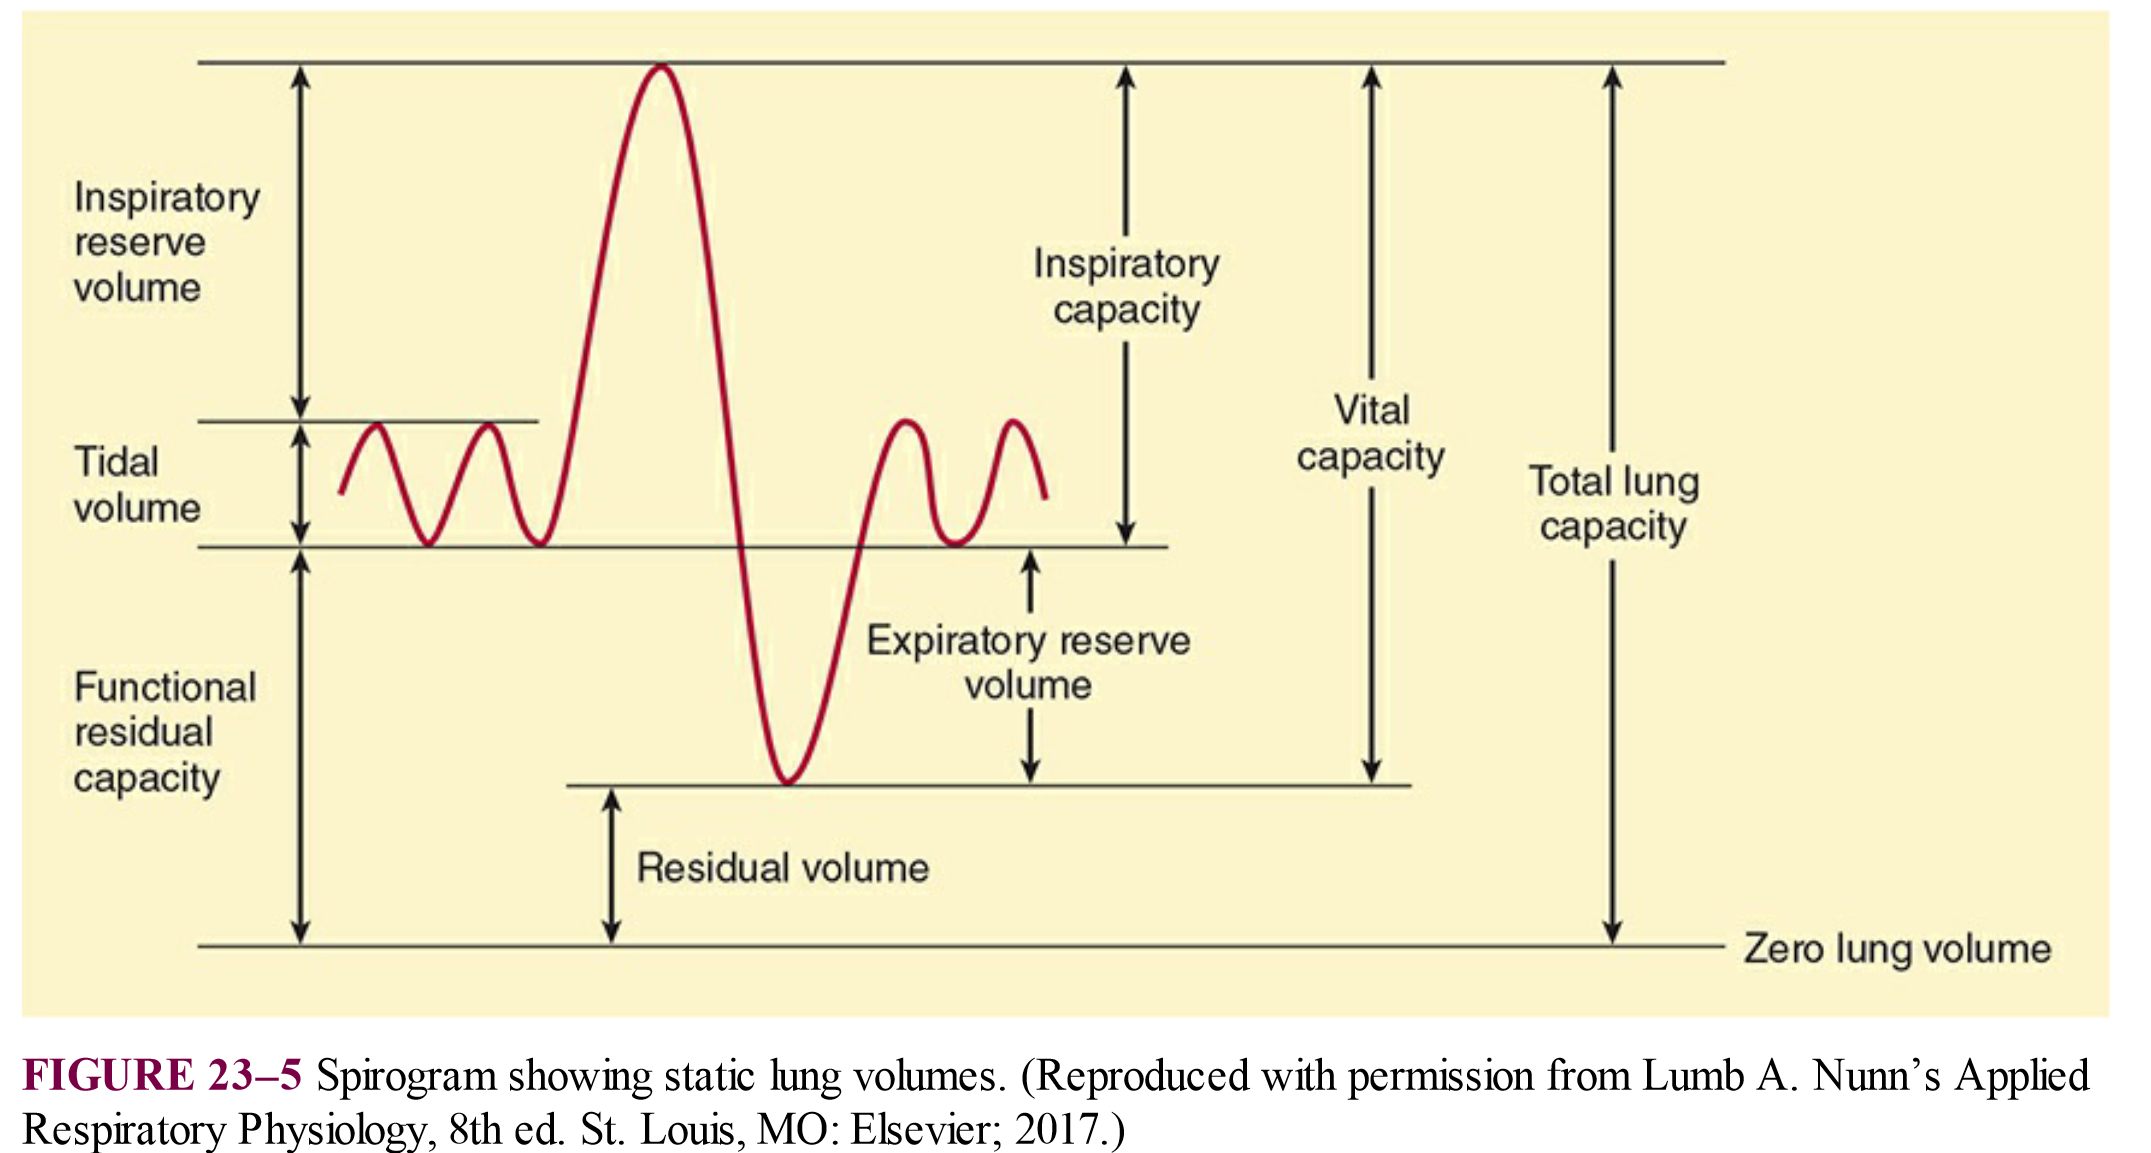 Inspiratory
reserve
volume
Tidal
volume
Functional
residual
capacity
Inspiratory
capacity
Expiratory reserve
volume
Residual volume
Vital
capacity
Total lung
capacity
Zero lung volume
FIGURE 23–5 Spirogram showing static lung volumes. (Reproduced with permission from Lumb A. Nunn’s Applied
Respiratory Physiology, 8th ed. St. Louis, MO: Elsevier; 2017.)